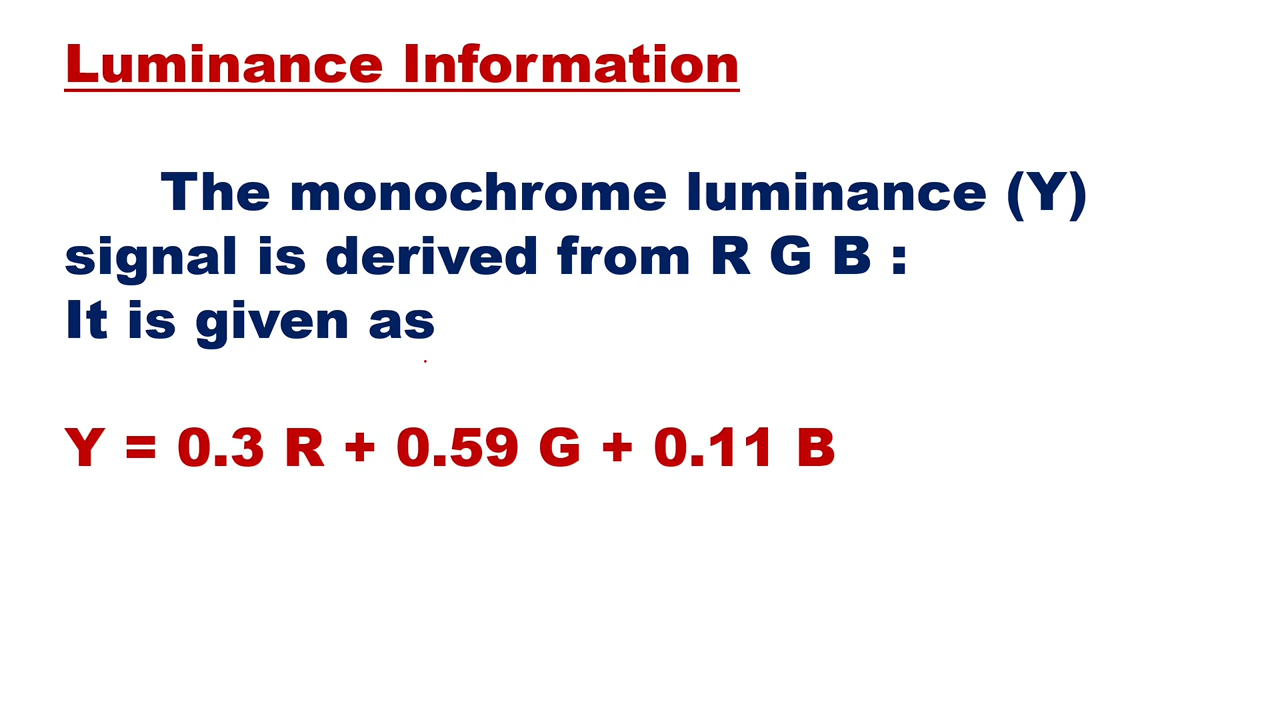 Luminance Information
The monochrome luminance (Y)
signal is derived from R G B :
It is given as
Y = 0.3 R + 0.59 G + 0.11 B